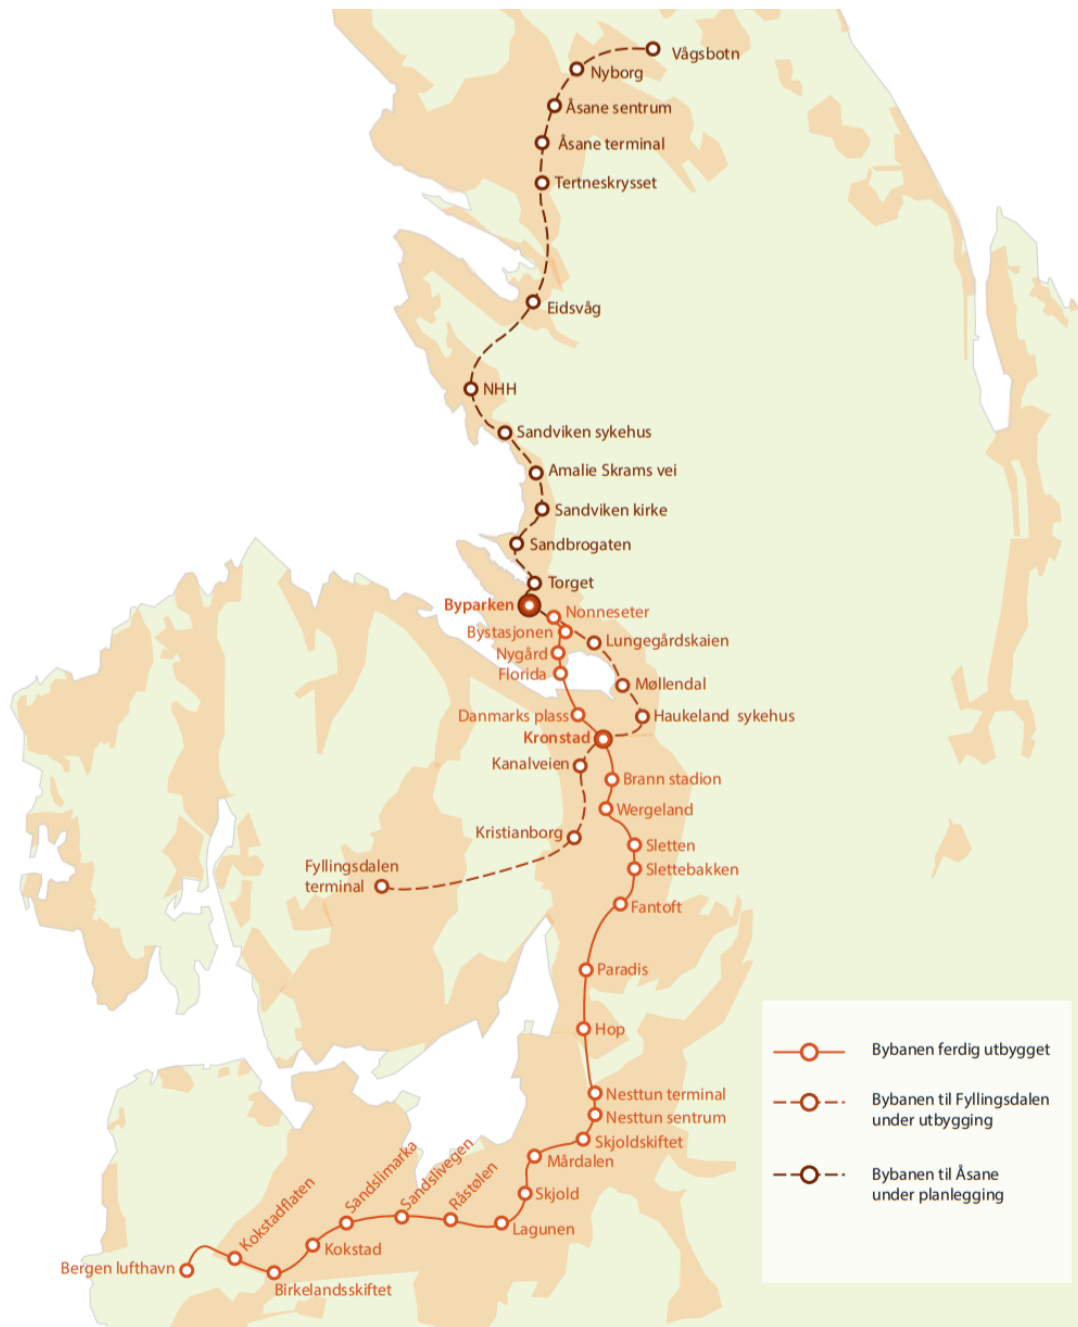 Vågsbotn
Nyborg
Åsane sentrum
Åsane terminal
Tertneskrysset
Eidsvåg
NHH
Sandviken sykehus
Amalie Skrams vei
Sandviken kirke
Sandbrogaten
Torget
Byparken
Nonneseter
Bystasjonen
Lungegårdskaien
Nygård
Florida
Møllendal
Danmarks plass
Haukeland sykehus
Kronstad
Kanalveien
Brann stadion
Wergeland
Kristianborg
Sletten
Fyllingsdalen
terminal
Slettebakken
Fantoft
Paradis
Hop
Nesttun terminal
Nesttun sentrum
Skjoldskiftet
Mårdalen
Skjold
Lagunen
Råstølen
Sandslivegen
Sandslimarka
Kokstad
Kokstadflaten
Birkelandsskiftet
Bergen lufthavn
Bybanen ferdig utbygget
Bybanen til Fyllingsdalen
under utbygging
Bybanen til Åsane
under planlegging